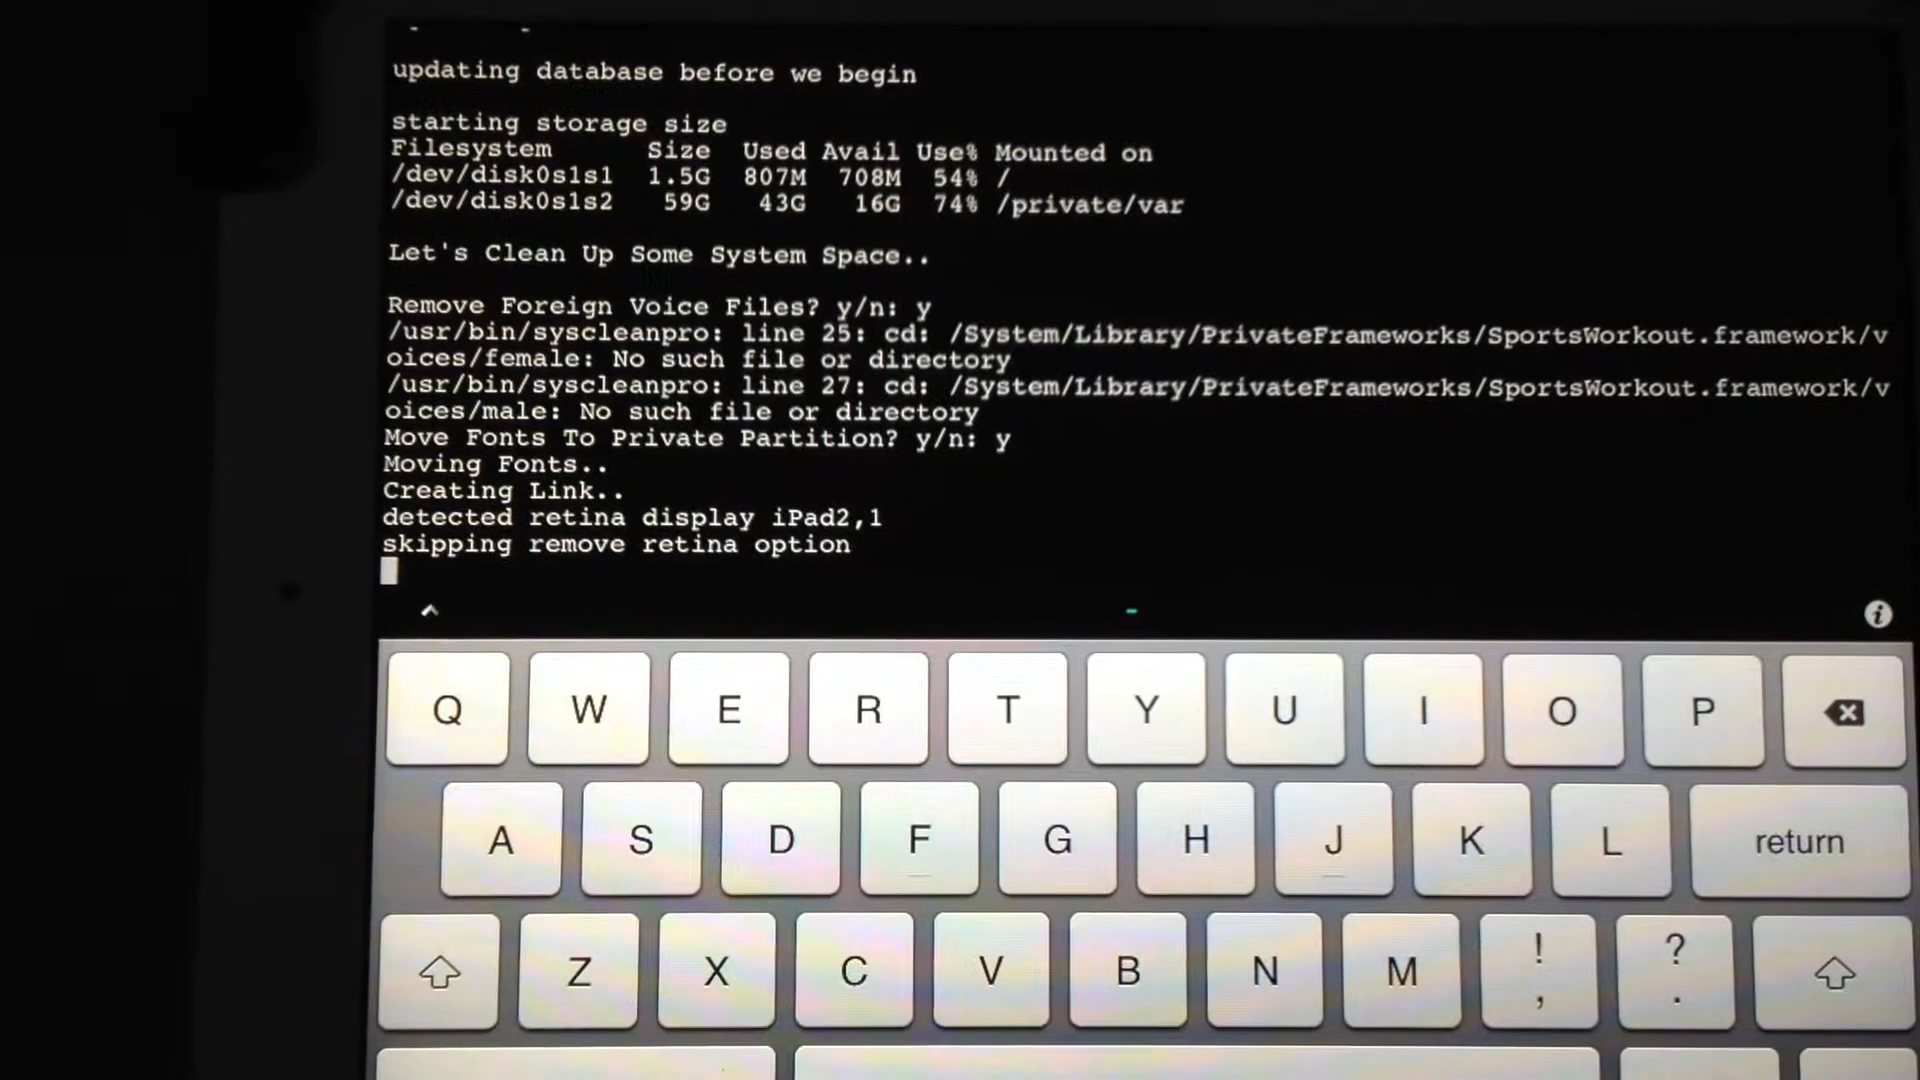 updating database before we begin
starting storage size
Filesystem Size Used Avail Use% Mounted on
/dev/disk0s1s1 1.5G 807M 708M 54% /
/dev/disk0s1s2 59G 43G 16G 74% /private/var
Let's Clean Up Some System Space..
Remove Foreign Voice Files? y/n: y
/usr/bin/syscleanpro: line 25: cd: /System/Library/PrivateFrameworks/SportsWorkout.framework/v
oices/female: No such file or directory
/usr/bin/syscleanpro: line 27: cd: /System/Library/PrivateFrameworks/SportsWorkout.framework/v
oices/male: No such file or directory
Move Fonts To Private Partition? y/n: y
Moving Fonts..
Creating Link..
detected retina display iPad2,1
skipping remove retina option
Q W E R T Y U I O P
A S D F G H J K L return
Z X C V B N M ! , ? .